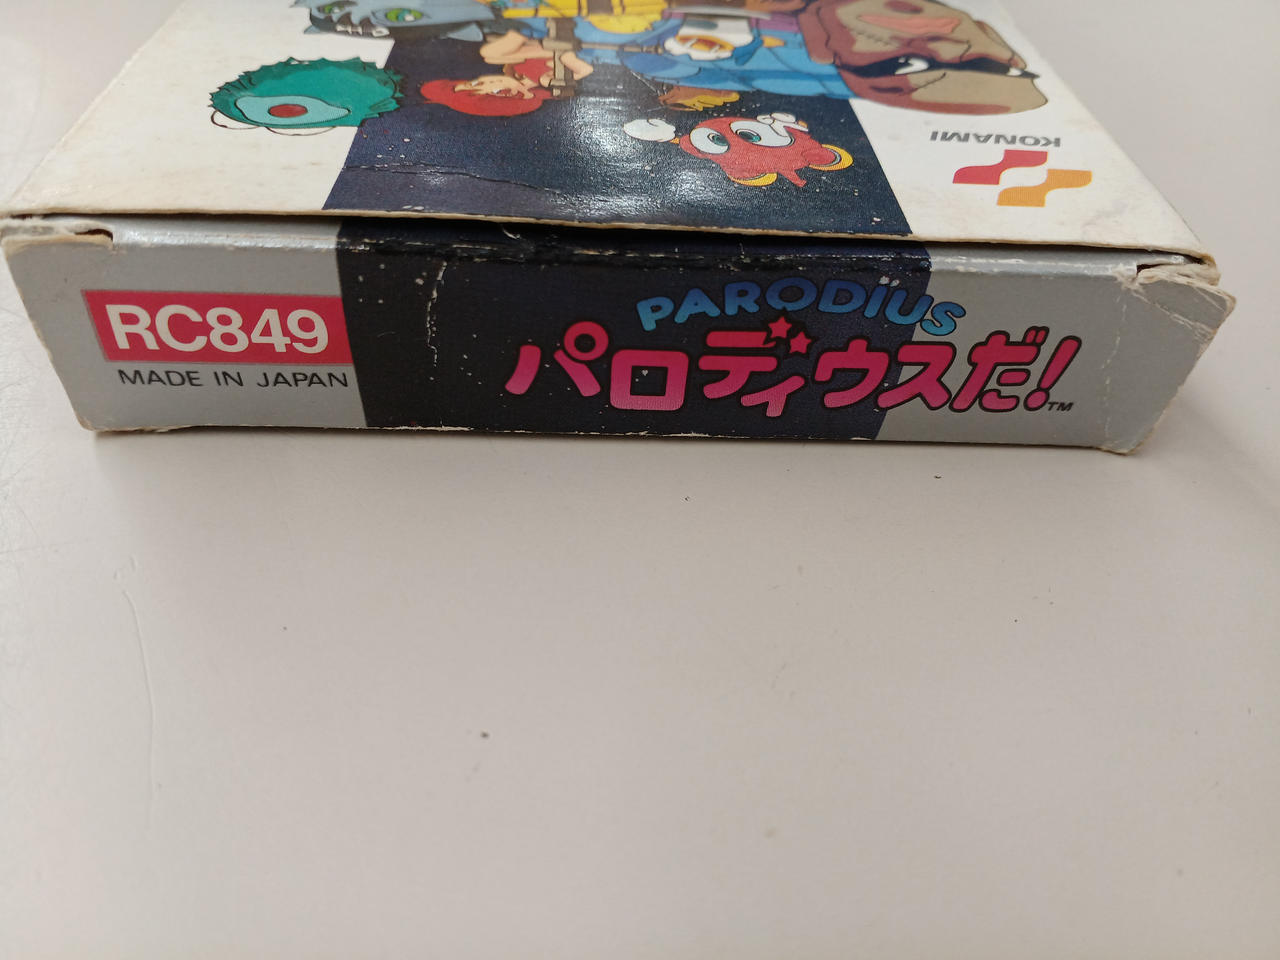 KONAMI
RC849
MADE IN JAPAN
PARODIUS
パロディウスだ!
TM